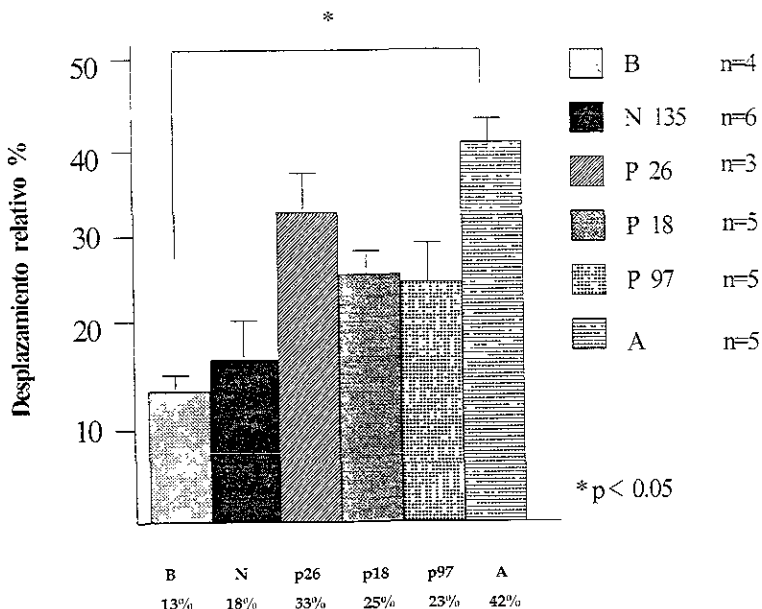 *
Desplazamiento relativo %
50
40
30
20
10
B n=4
N 135 n=6
P 26 n=3
P 18 n=5
P 97 n=5
A n=5
*p< 0.05
B N p26 p18 p97 A
13% 18% 33% 25% 23% 42%